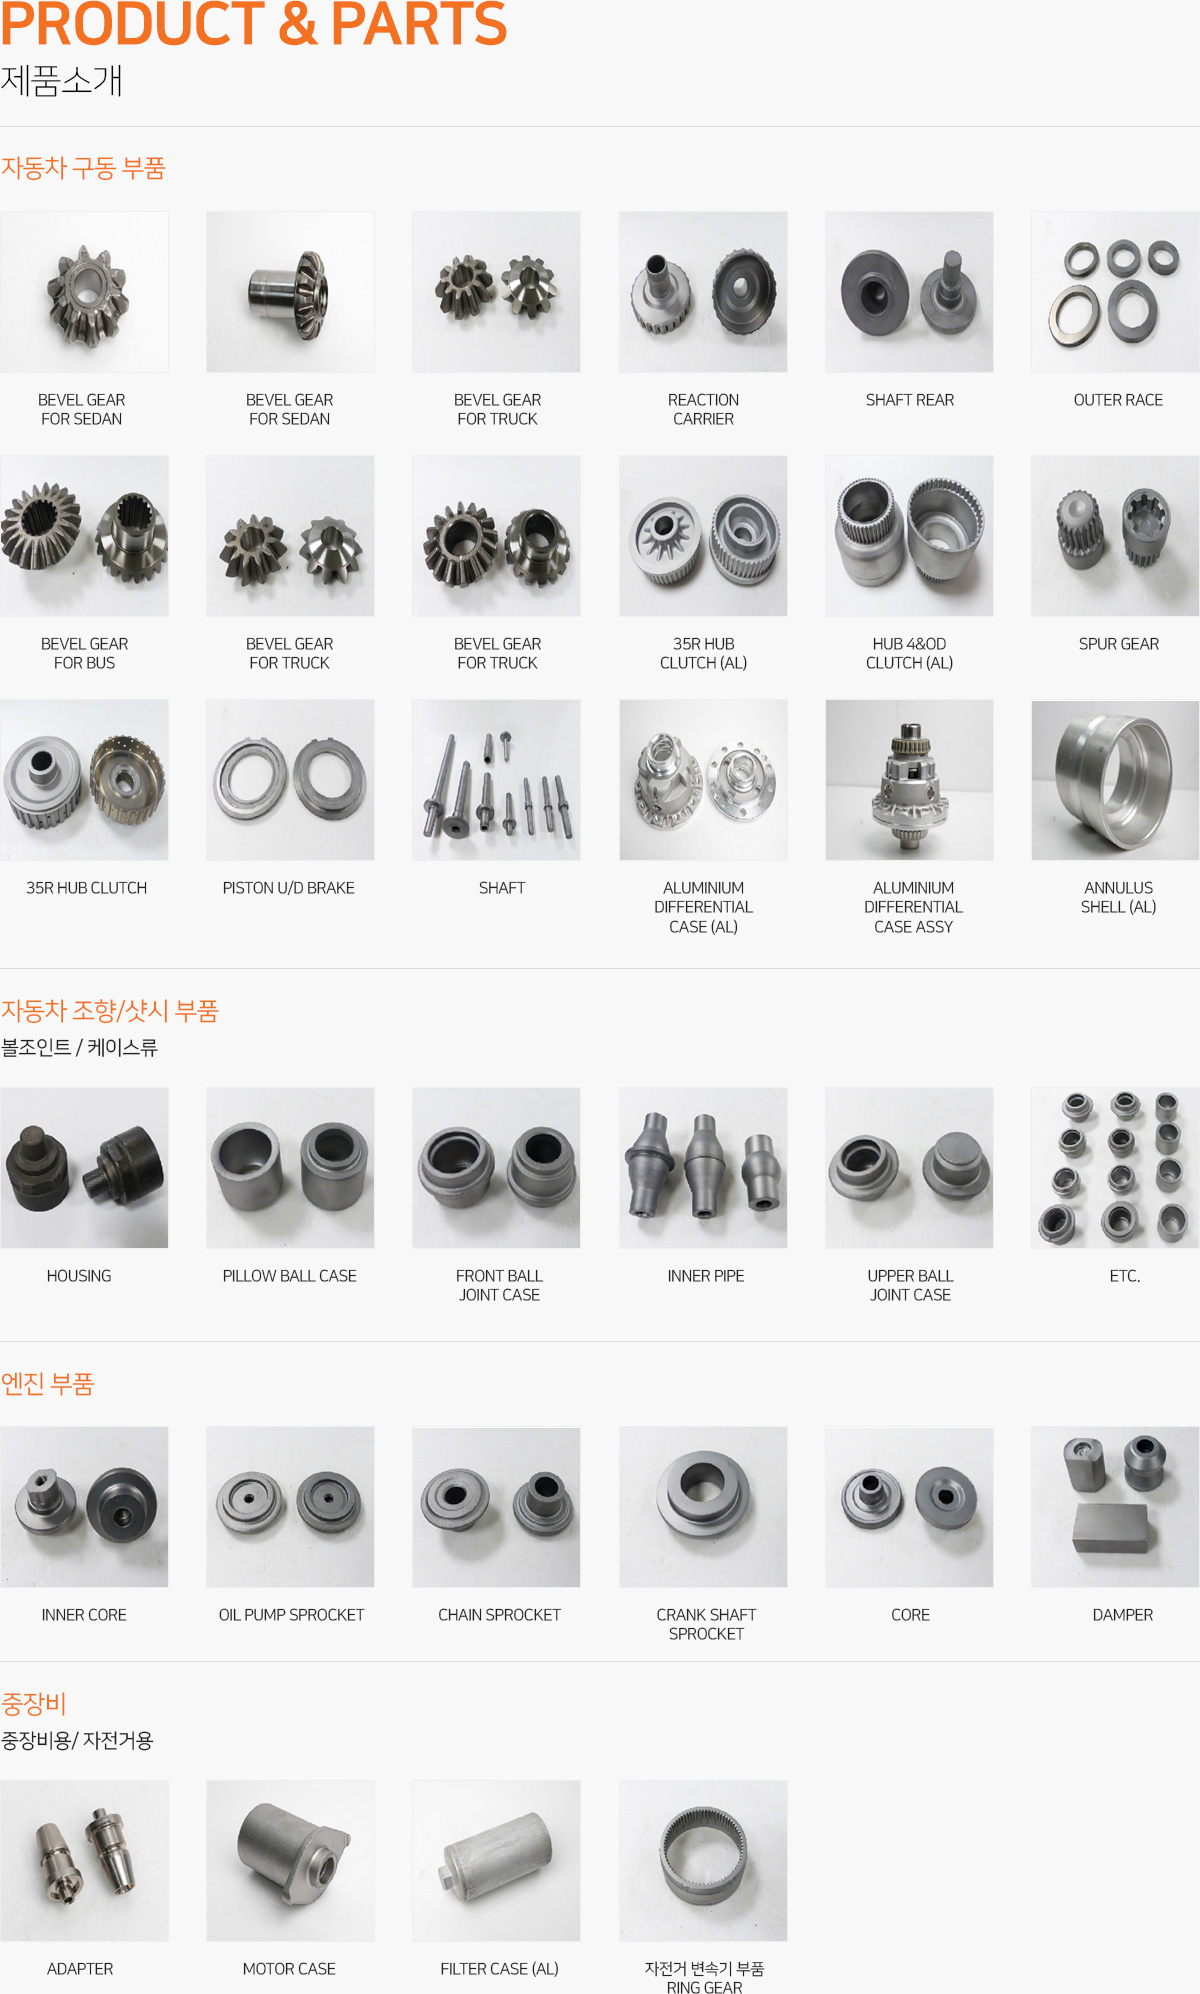 PRODUCT & PARTS
제품소개
자동차 구동 부품
BEVEL GEAR
FOR SEDAN
BEVEL GEAR
FOR SEDAN
BEVEL GEAR
FOR TRUCK
REACTION
CARRIER
SHAFT REAR
OUTER RACE
BEVEL GEAR
FOR BUS
BEVEL GEAR
FOR TRUCK
BEVEL GEAR
FOR TRUCK
35R HUB
CLUTCH (AL)
HUB 4&OD
CLUTCH (AL)
SPUR GEAR
35R HUB CLUTCH
PISTON U/D BRAKE
SHAFT
ALUMINIUM
DIFFERENTIAL
CASE (AL)
ALUMINIUM
DIFFERENTIAL
CASE ASSY
ANNULUS
SHELL (AL)
자동차 조향/샷시 부품
볼조인트 / 케이스류
HOUSING
PILLOW BALL CASE
FRONT BALL
JOINT CASE
INNER PIPE
UPPER BALL
JOINT CASE
ETC.
엔진 부품
INNER CORE
OIL PUMP SPROCKET
CHAIN SPROCKET
CRANK SHAFT
SPROCKET
CORE
DAMPER
중장비
중장비용/ 자전거용
ADAPTER
MOTOR CASE
FILTER CASE (AL)
자전거 변속기 부품
RING GEAR